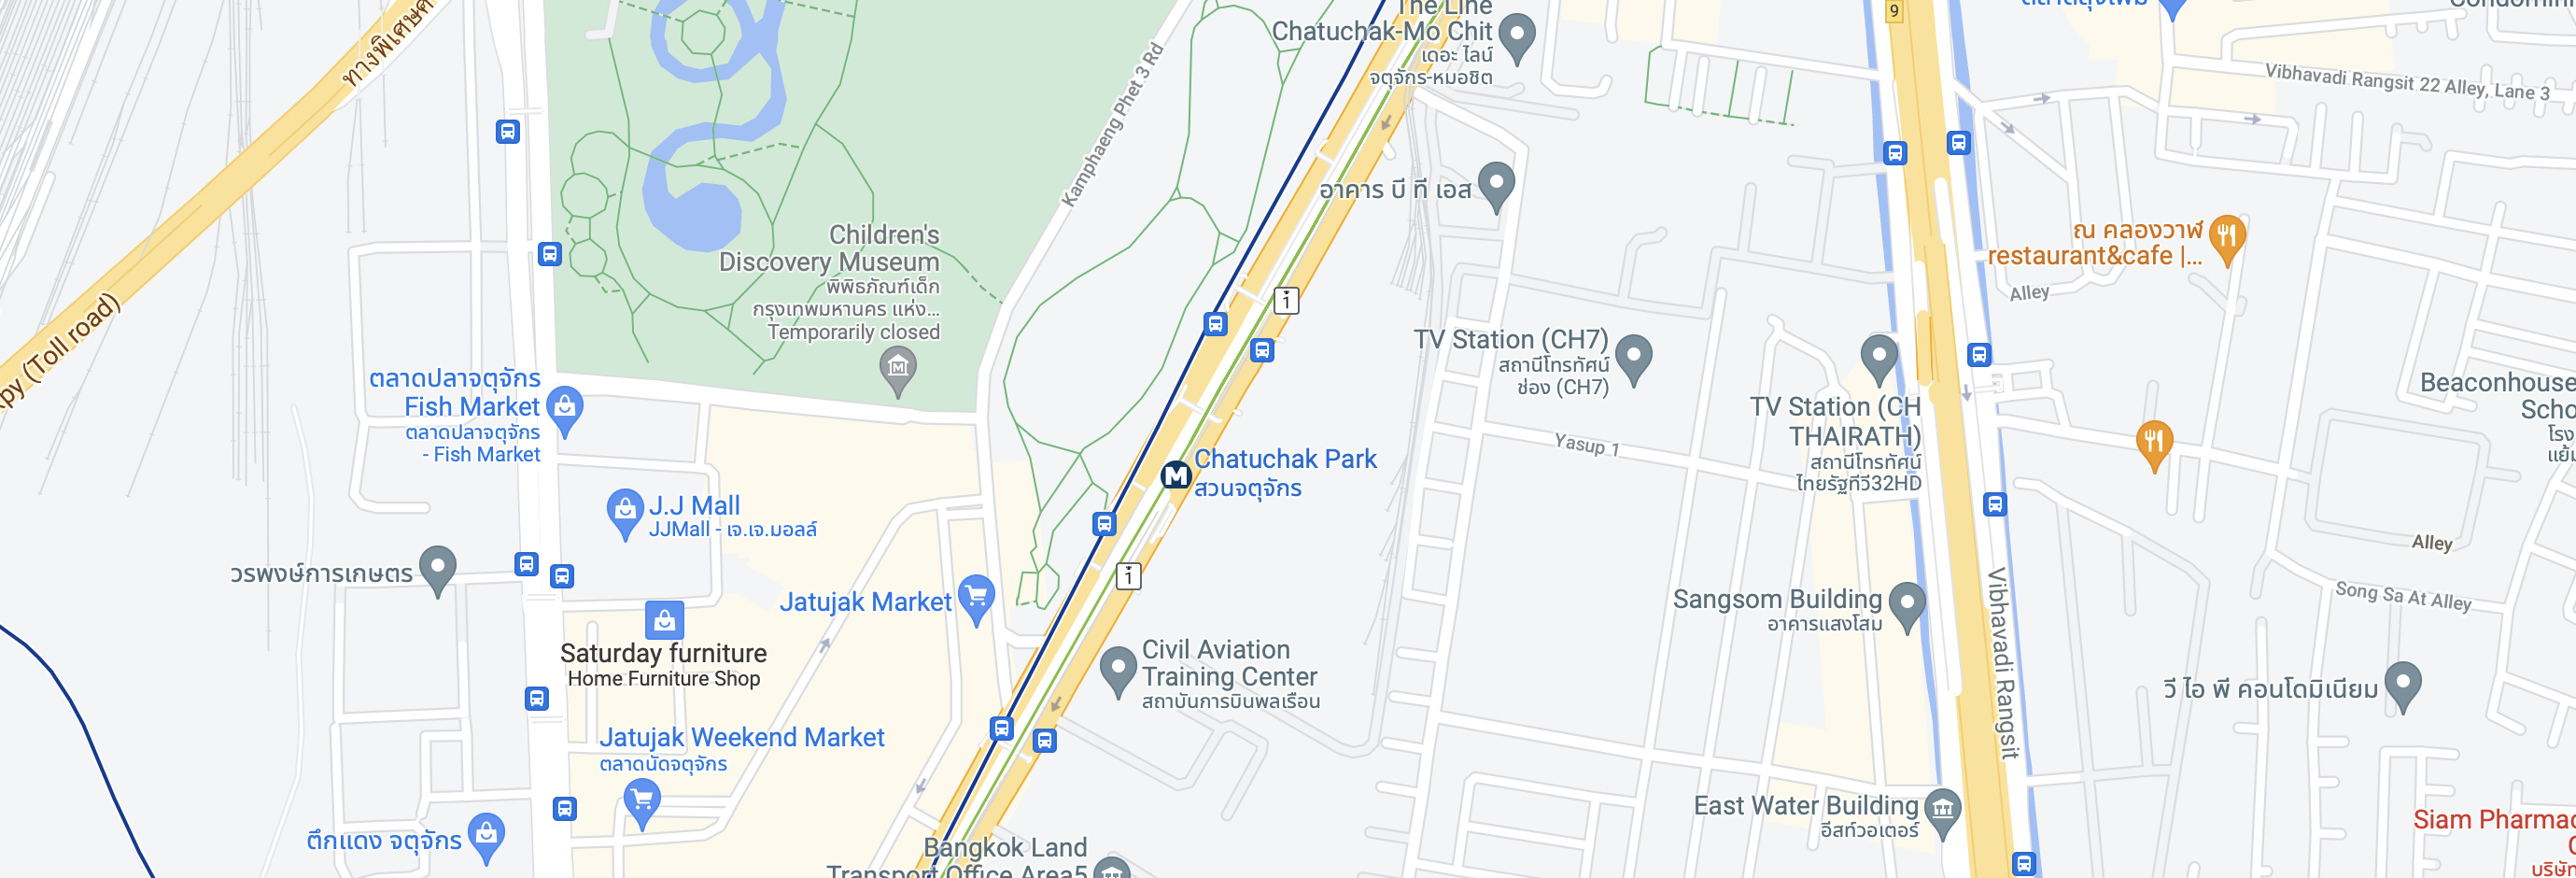 ทางพิเศษ
py (Toll road)
The Line
Chatuchak-Mo Chit
เดอะ ไลน์
จตุจักร-หมอชิต
9
Vibhavadi Rangsit 22 Alley, Lane 3
Kamphaeng Phet 3 Rd
อาคาร บี ที เอส
Children's
Discovery Museum
พิพิธภัณฑ์เด็ก
กรุงเทพมหานคร แห่ง...
Temporarily closed
ณ คลองวาฬ
restaurant&cafe |...
Alley
1
TV Station (CH7)
สถานีโทรทัศน์
ช่อง (CH7)
ตลาดปลาจตุจักร
Fish Market
ตลาดปลาจตุจักร
- Fish Market
TV Station (CH
THAIRATH)
สถานีโทรทัศน์
ไทยรัฐทีวี32HD
Beaconhouse
Scho
โรง
Yasup 1
Chatuchak Park
สวนจตุจักร
J.J Mall
JJMall - เจ.เจ.มอลล์
Alley
วรพงษ์การเกษตร
1
Jatujak Market
Sangsom Building
อาคารแสงโสม
Song Sa At Alley
Vibhavadi Rangsit
Saturday furniture
Home Furniture Shop
Civil Aviation
Training Center
สถาบันการบินพลเรือน
วี ไอ พี คอนโดมิเนียม
Jatujak Weekend Market
ตลาดนัดจตุจักร
East Water Building
อีสท์วอเตอร์
ตึกแดง จตุจักร
Siam Pharmac
บริษัท
Bangkok Land
Transport Office Area5